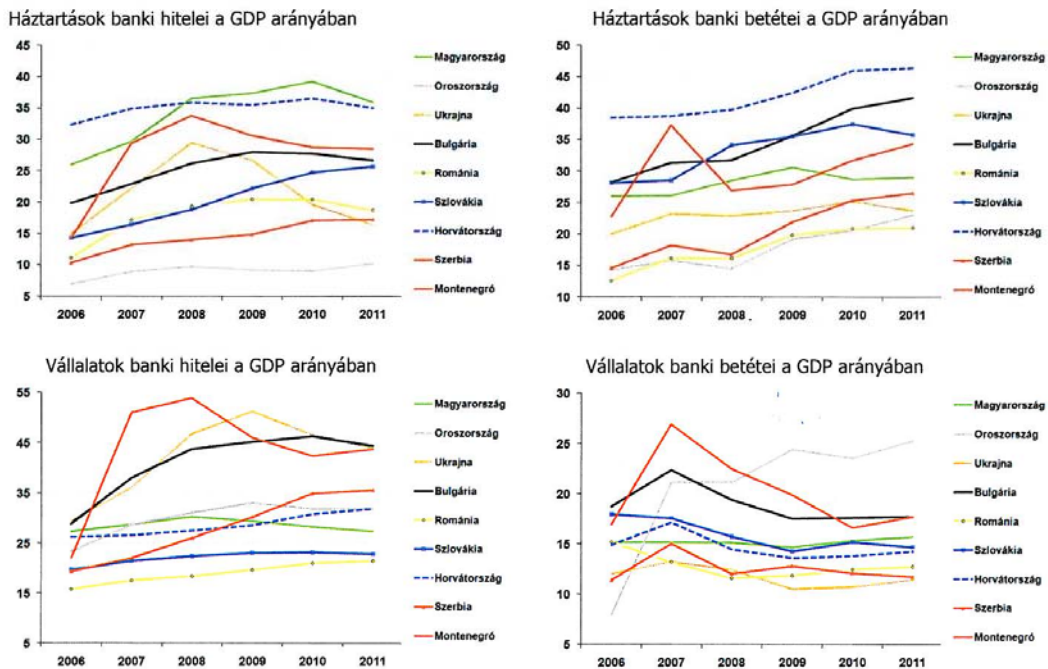 Háztartások banki hitelei a GDP arányában
45
40
35
30
25
20
15
10
5
2006 2007 2008 2009 2010 2011
Magyarország
Oroszország
Ukrajna
Bulgária
Románia
Szlovákia
Horvátország
Szerbia
Montenegró
Háztartások banki betétei a GDP arányában
50
45
40
35
30
25
20
15
10
2006 2007 2008 2009 2010 2011
Magyarország
Oroszország
Ukrajna
Bulgária
Románia
Szlovákia
Horvátország
Szerbia
Montenegró
Vállalatok banki hitelei a GDP arányában
55
45
35
25
15
5
2006 2007 2008 2009 2010 2011
Magyarország
Oroszország
Ukrajna
Bulgária
Románia
Szlovákia
Horvátország
Szerbia
Montenegró
Vállalatok banki betétei a GDP arányában
30
25
20
15
10
5
2006 2007 2008 2009 2010 2011
Magyarország
Oroszország
Ukrajna
Bulgária
Románia
Szlovákia
Horvátország
Szerbia
Montenegró